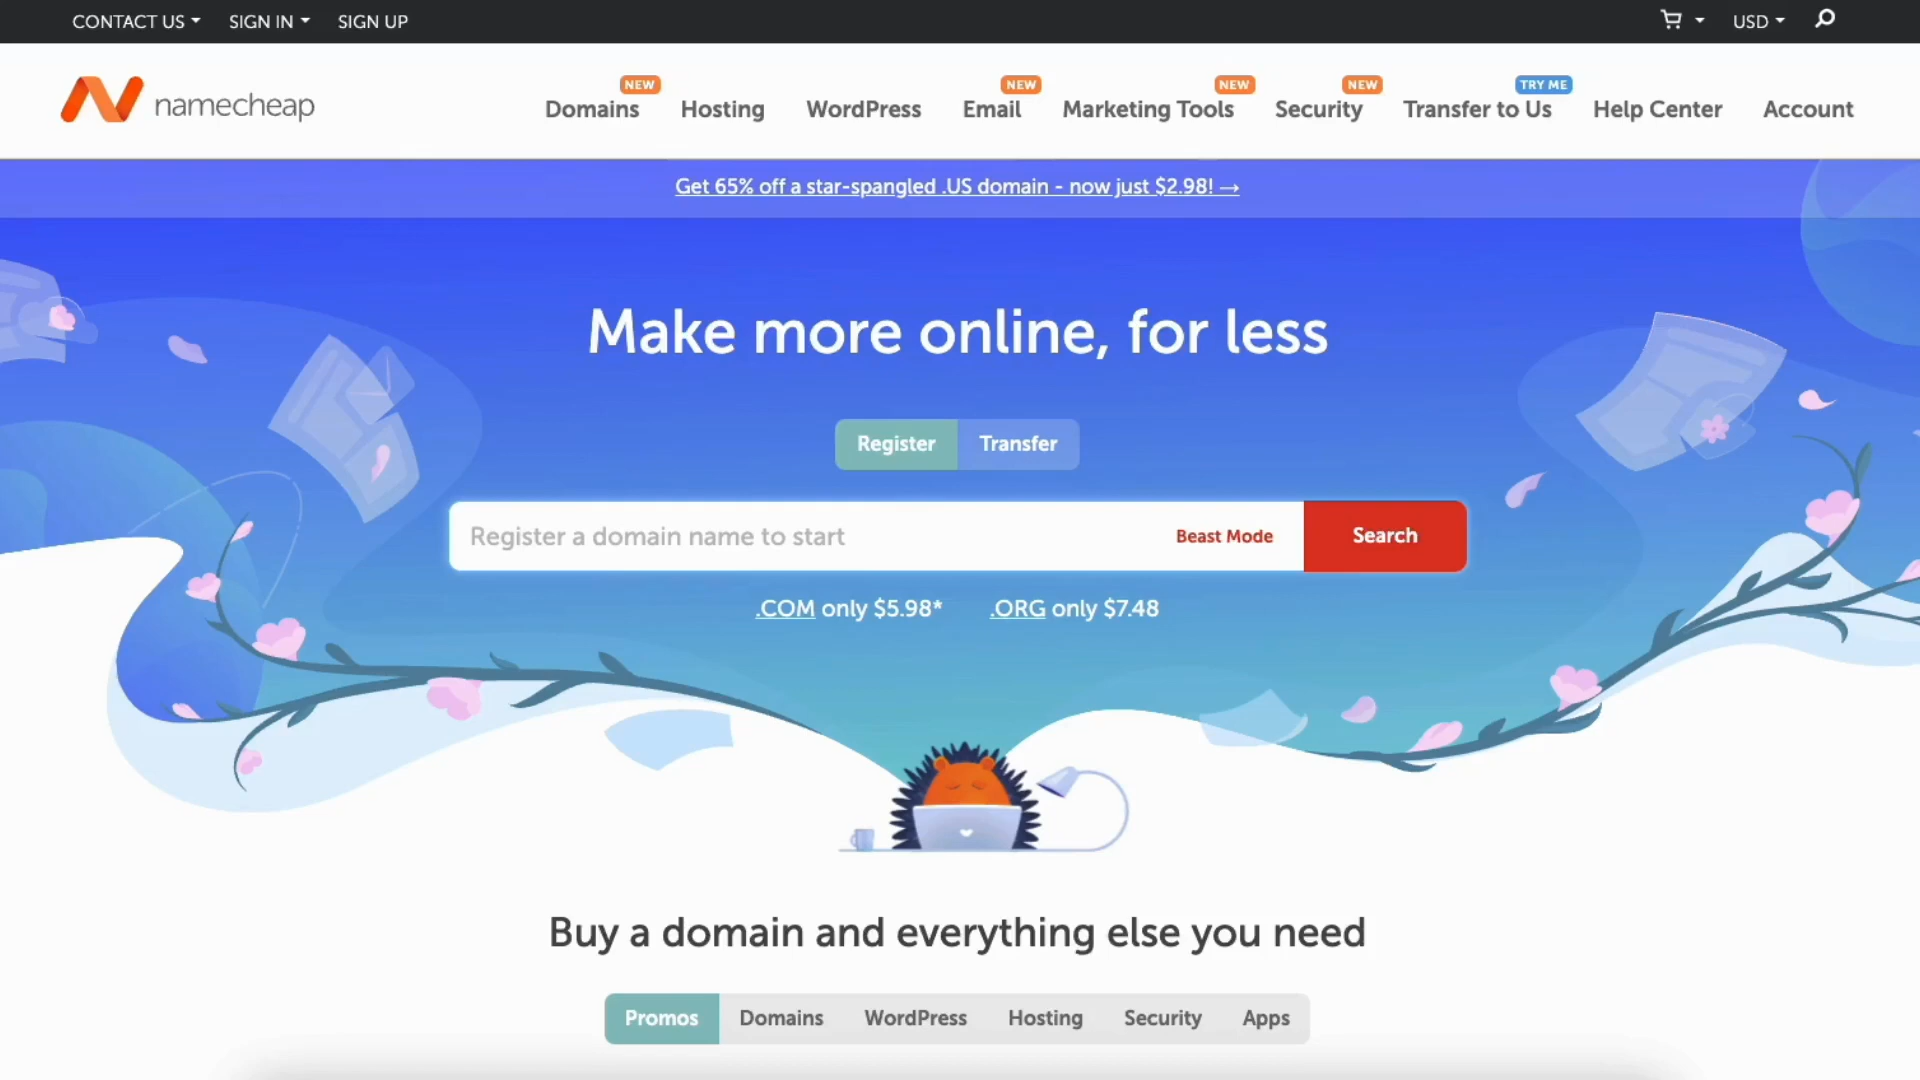 CONTACT US SIGN IN SIGN UP USD
namecheap
NEW NEW NEW NEW TRY ME
Domains Hosting WordPress Email Marketing Tools Security Transfer to Us Help Center Account
Get 65% off a star-spangled .US domain - now just $2.98! →
Make more online, for less
Register Transfer
Register a domain name to start Beast Mode Search
.COM only $5.98* .ORG only $7.48
Buy a domain and everything else you need
Promos Domains WordPress Hosting Security Apps